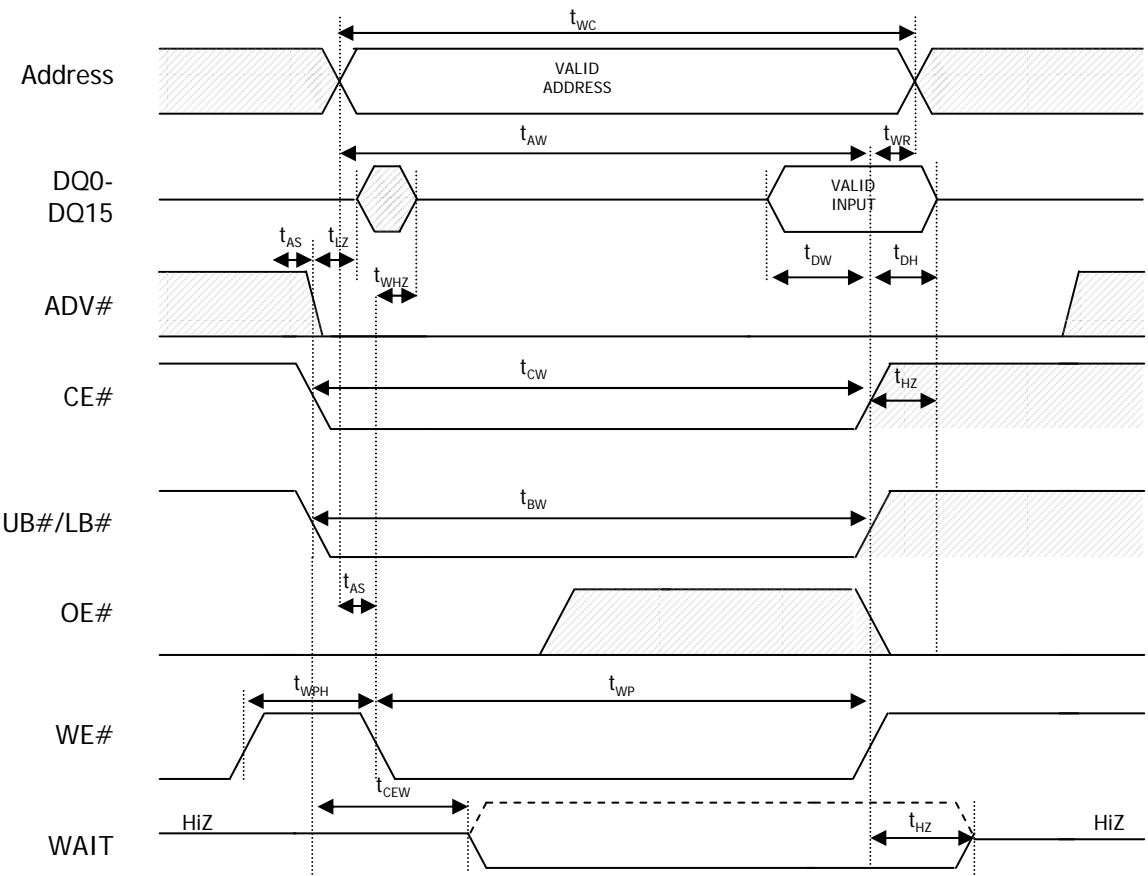 tWC
Address
VALID
ADDRESS
tAW
tWR
DQ0-
DQ15
VALID
INPUT
tAS
tLZ
tDW
tDH
tWHZ
ADV#
tCW
tHZ
CE#
tBW
UB#/LB#
tAS
OE#
tWPH
tWP
WE#
tCEW
HiZ
tHZ
HiZ
WAIT